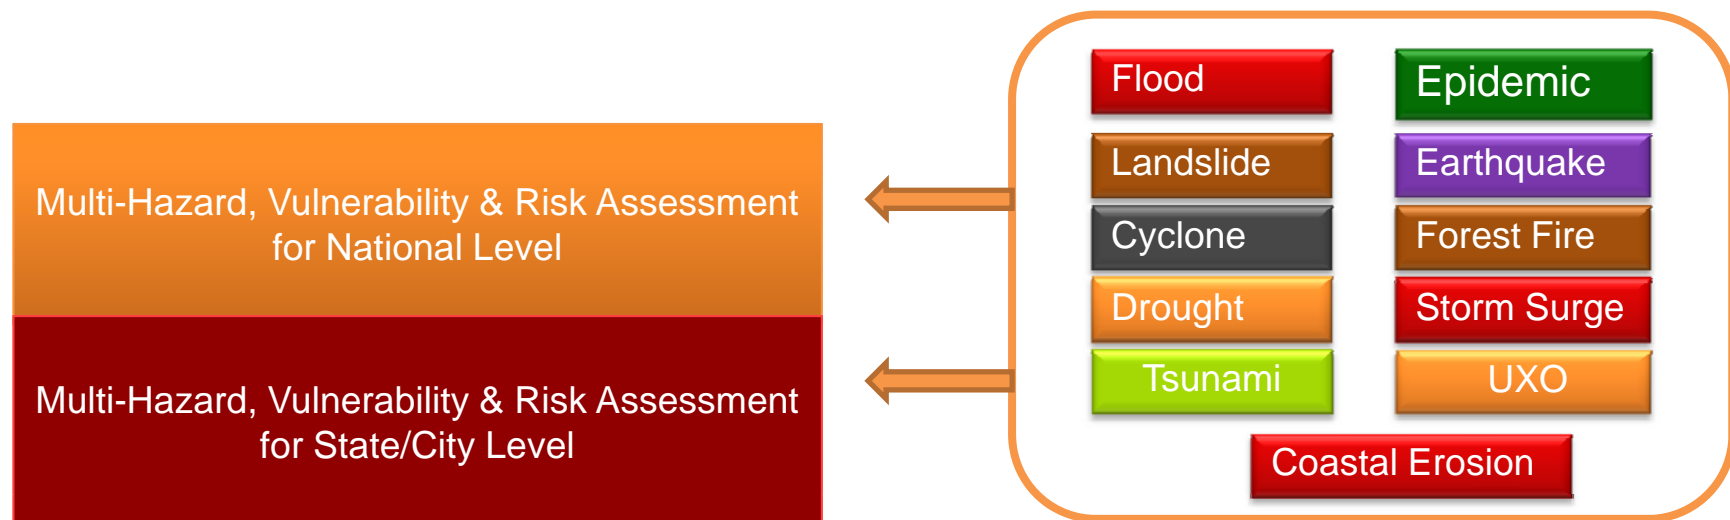 Multi-Hazard, Vulnerability & Risk Assessment
for National Level
Multi-Hazard, Vulnerability & Risk Assessment
for State/City Level
Flood
Epidemic
Landslide
Earthquake
Cyclone
Forest Fire
Drought
Storm Surge
Tsunami
UXO
Coastal Erosion